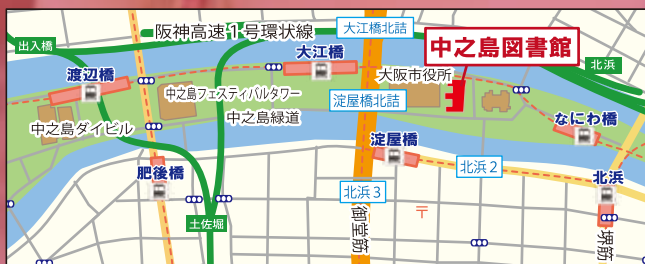 阪神高速1号環状線
大江橋北詰
出入橋
大江橋
中之島図書館
渡辺橋
大阪市役所
北浜
中之島フェスティバルタワー
淀屋橋北詰
中之島ダイビル
中之島緑道
なにわ橋
淀屋橋
肥後橋
北浜2
北浜
北浜3
土佐堀
御堂筋
〒
堺筋